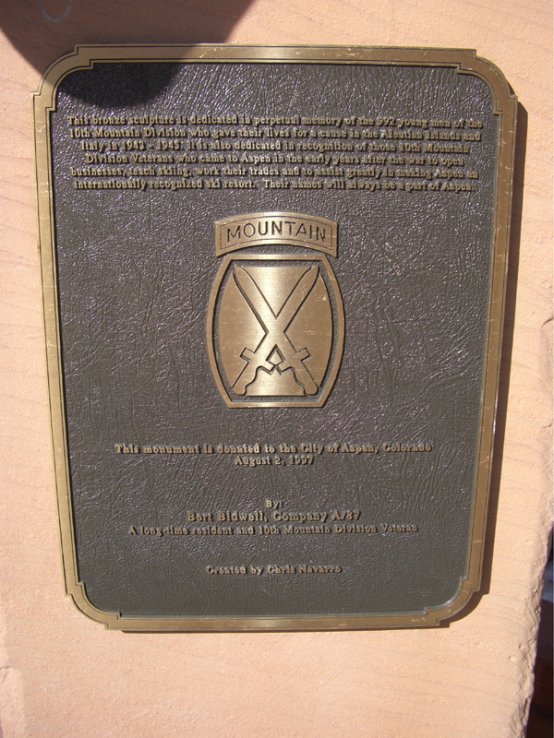 This bronze sculpture is dedicated in perpetual memory of the 992 young men of the
10th Mountain Division who gave their lives for a cause in the Aleutian Islands and
Italy in 1943 - 1945. It is also dedicated in recognition of those 10th Mountain
Division Veterans who came to Aspen in the early years after the war to open
businesses, teach skiing, work their trades and to assist greatly in making Aspen an
internationally recognized ski resort. Their names will always be a part of Aspen.
MOUNTAIN
This monument is donated to the City of Aspen, Colorado
August 2, 1997
By:
Bert Bidwell, Company A/87
A long-time resident and 10th Mountain Division Veteran
Created by Chris Navarro